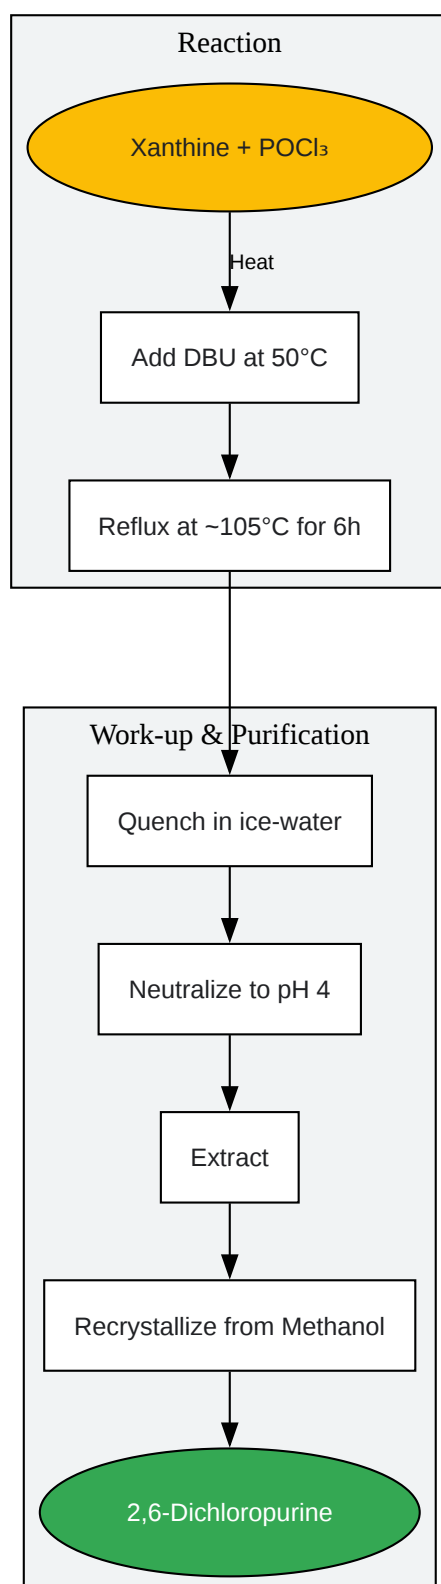 Reaction
Xanthine + POCl₃
Heat
Add DBU at 50°C
Reflux at ~105°C for 6h
Work-up & Purification
Quench in ice-water
Neutralize to pH 4
Extract
Recrystallize from Methanol
2,6-Dichloropurine